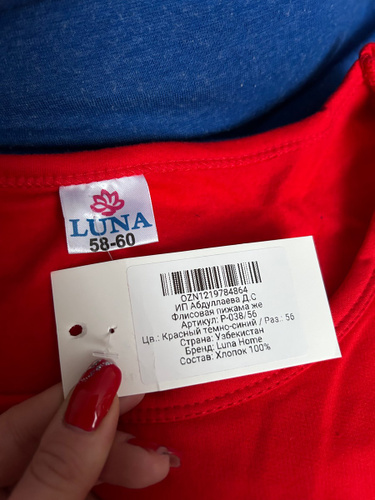 LUNA
58-60
OZN1219784864
ИП Абдуллаева Д.С
Флисовая пижама же
Артикул: Р-038/56
Цв.: Красный темно-синий / Раз.: 56
Страна: Узбекистан
Бренд: Luna Home
Состав: Хлопок 100%